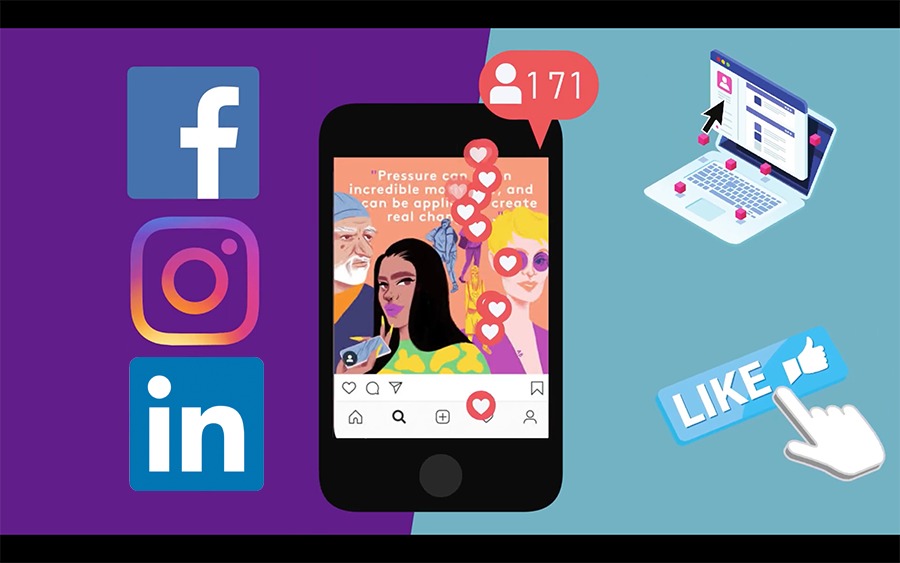 171
f
"Pressure can
incredible and
can be create
real
in
LIKE